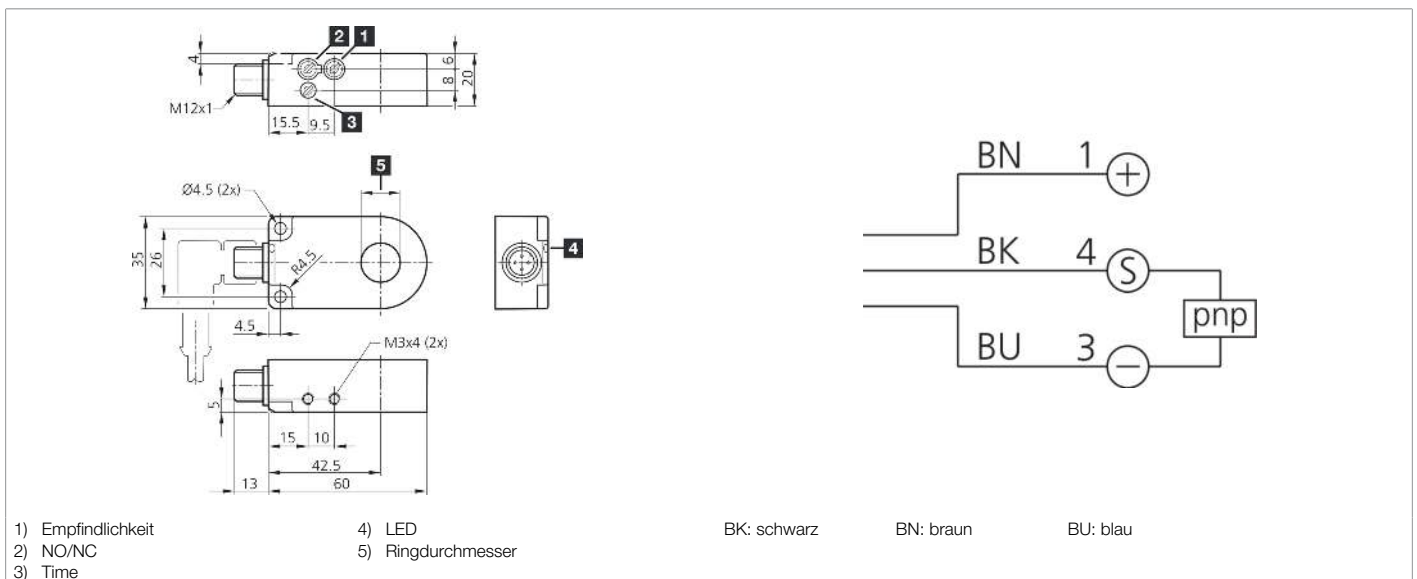 2 1
4
6
8
20
M12x1
15.5 9.5 3
5
Ø4.5 (2x)
35
26
R4.5
4
4.5
M3x4 (2x)
5
15 10
42.5
13 60
BN 1 +
BK 4 S
pnp
BU 3 −
1) Empfindlichkeit
2) NO/NC
3) Time
4) LED
5) Ringdurchmesser
BK: schwarz BN: braun BU: blau